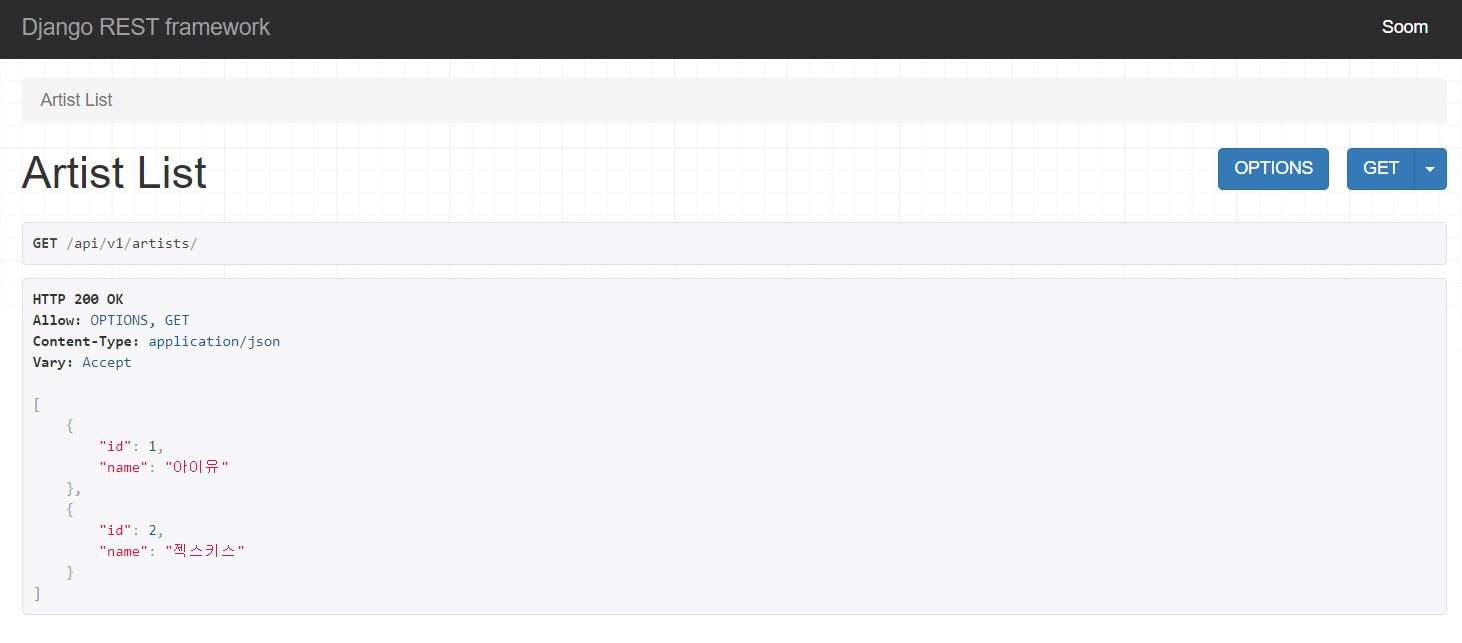 Django REST framework
Soom
Artist List
Artist List
OPTIONS
GET
GET /api/v1/artists/
HTTP 200 OK
Allow: OPTIONS, GET
Content-Type: application/json
Vary: Accept
[
    {
        "id": 1,
        "name": "아이유"
    },
    {
        "id": 2,
        "name": "젝스키스"
    }
]